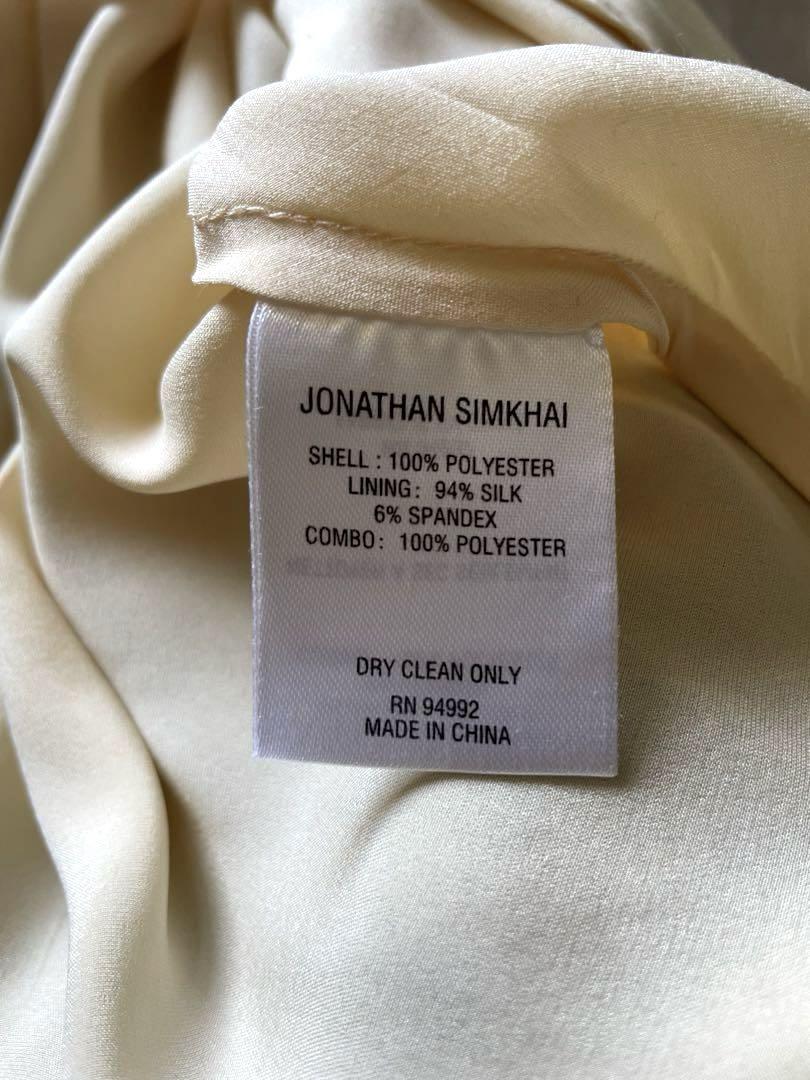 JONATHAN SIMKHAI
SHELL : 100% POLYESTER
LINING: 94% SILK
6% SPANDEX
COMBO: 100% POLYESTER
DRY CLEAN ONLY
RN 94992
MADE IN CHINA